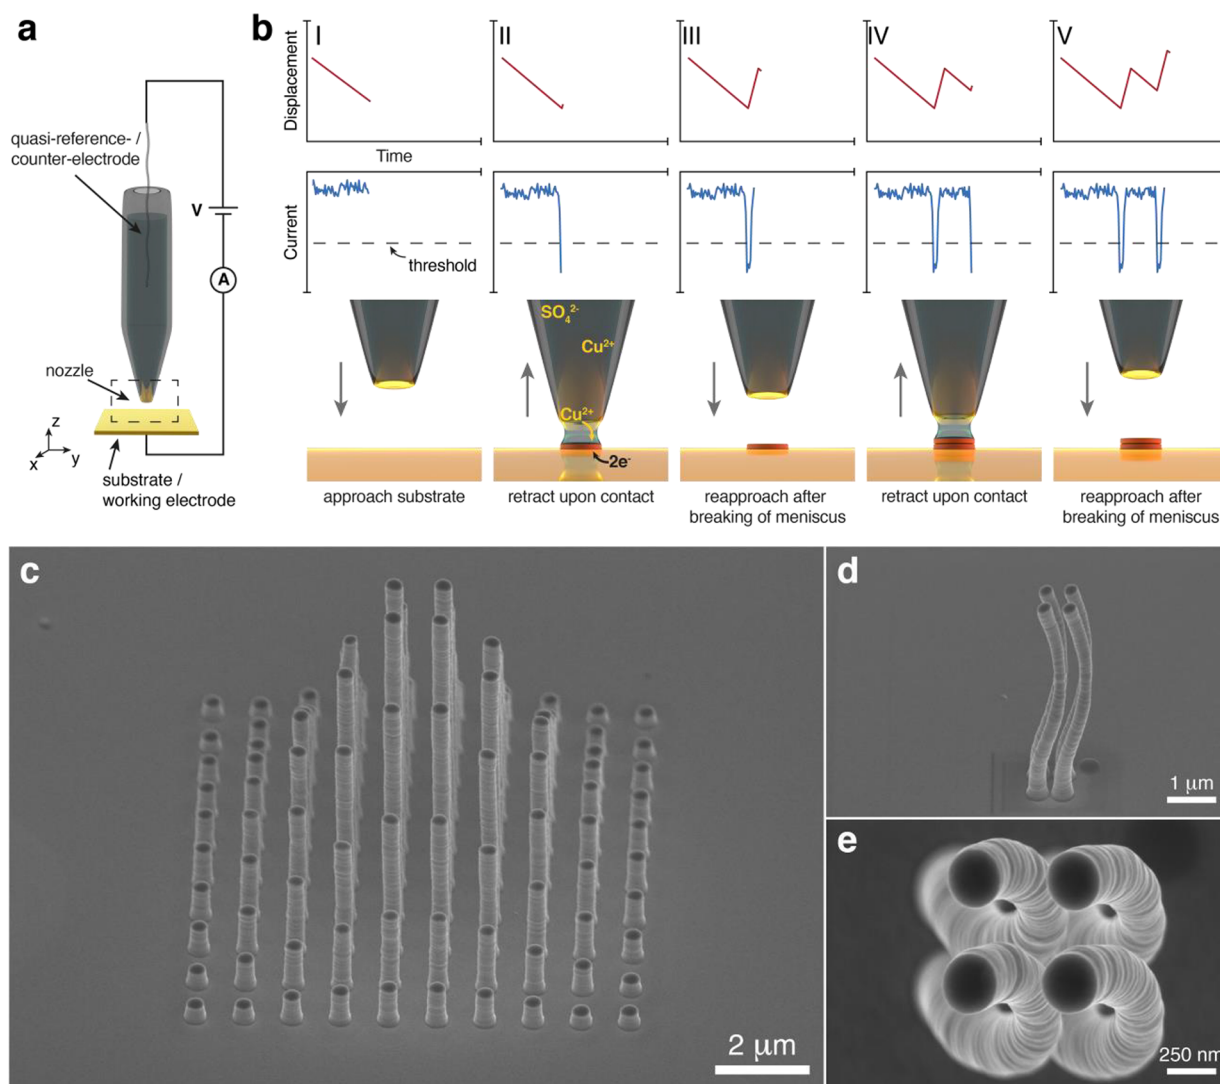 a
quasi-reference- /
counter-electrode
V
A
nozzle
z
x
y
substrate /
working electrode
b
Displacement
I
II
III
IV
V
Time
Current
threshold
SO₄²⁻
Cu²⁺
Cu²⁺
2e⁻
approach substrate
retract upon contact
reapproach after
breaking of meniscus
retract upon contact
reapproach after
breaking of meniscus
c
2 μm
d
1 μm
e
250 nm